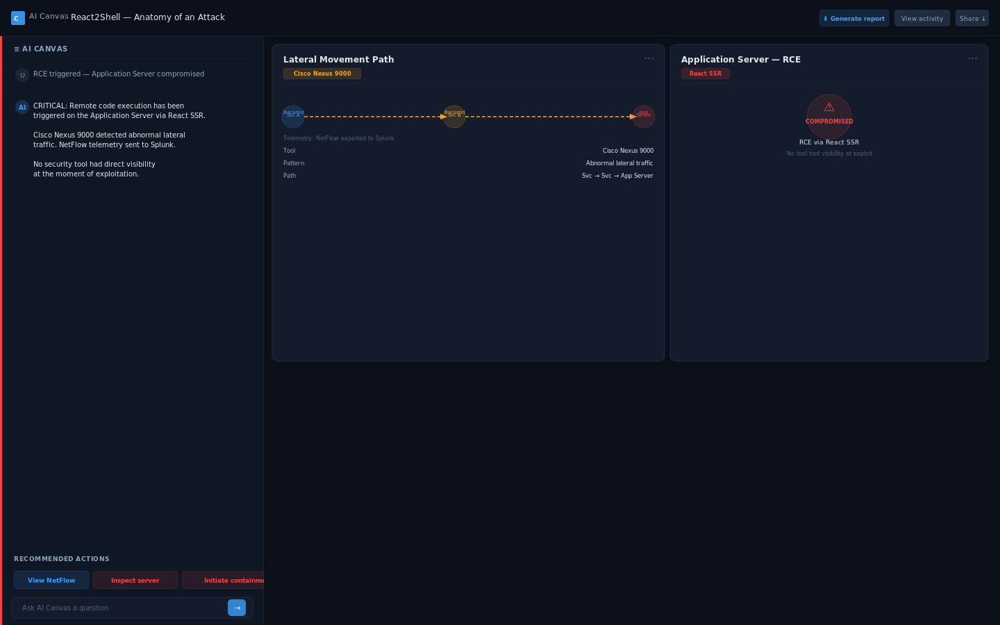 C
AI Canvas
React2Shell — Anatomy of an Attack
⬇ Generate report
View activity
Share ↓
≡ AI CANVAS
U
RCE triggered — Application Server compromised
AI
CRITICAL: Remote code execution has been
triggered on the Application Server via React SSR.
Cisco Nexus 9000 detected abnormal lateral
traffic. NetFlow telemetry sent to Splunk.
No security tool had direct visibility
at the moment of exploitation.
RECOMMENDED ACTIONS
View NetFlow
Inspect server
Initiate containme
Ask AI Canvas a question
→
Lateral Movement Path
···
Cisco Nexus 9000
Backend
Svc A
Backend
Svc B
App
Server
Telemetry: NetFlow exported to Splunk
Tool
Cisco Nexus 9000
Pattern
Abnormal lateral traffic
Path
Svc → Svc → App Server
Application Server — RCE
···
React SSR
⚠
COMPROMISED
RCE via React SSR
No tool had visibility at exploit